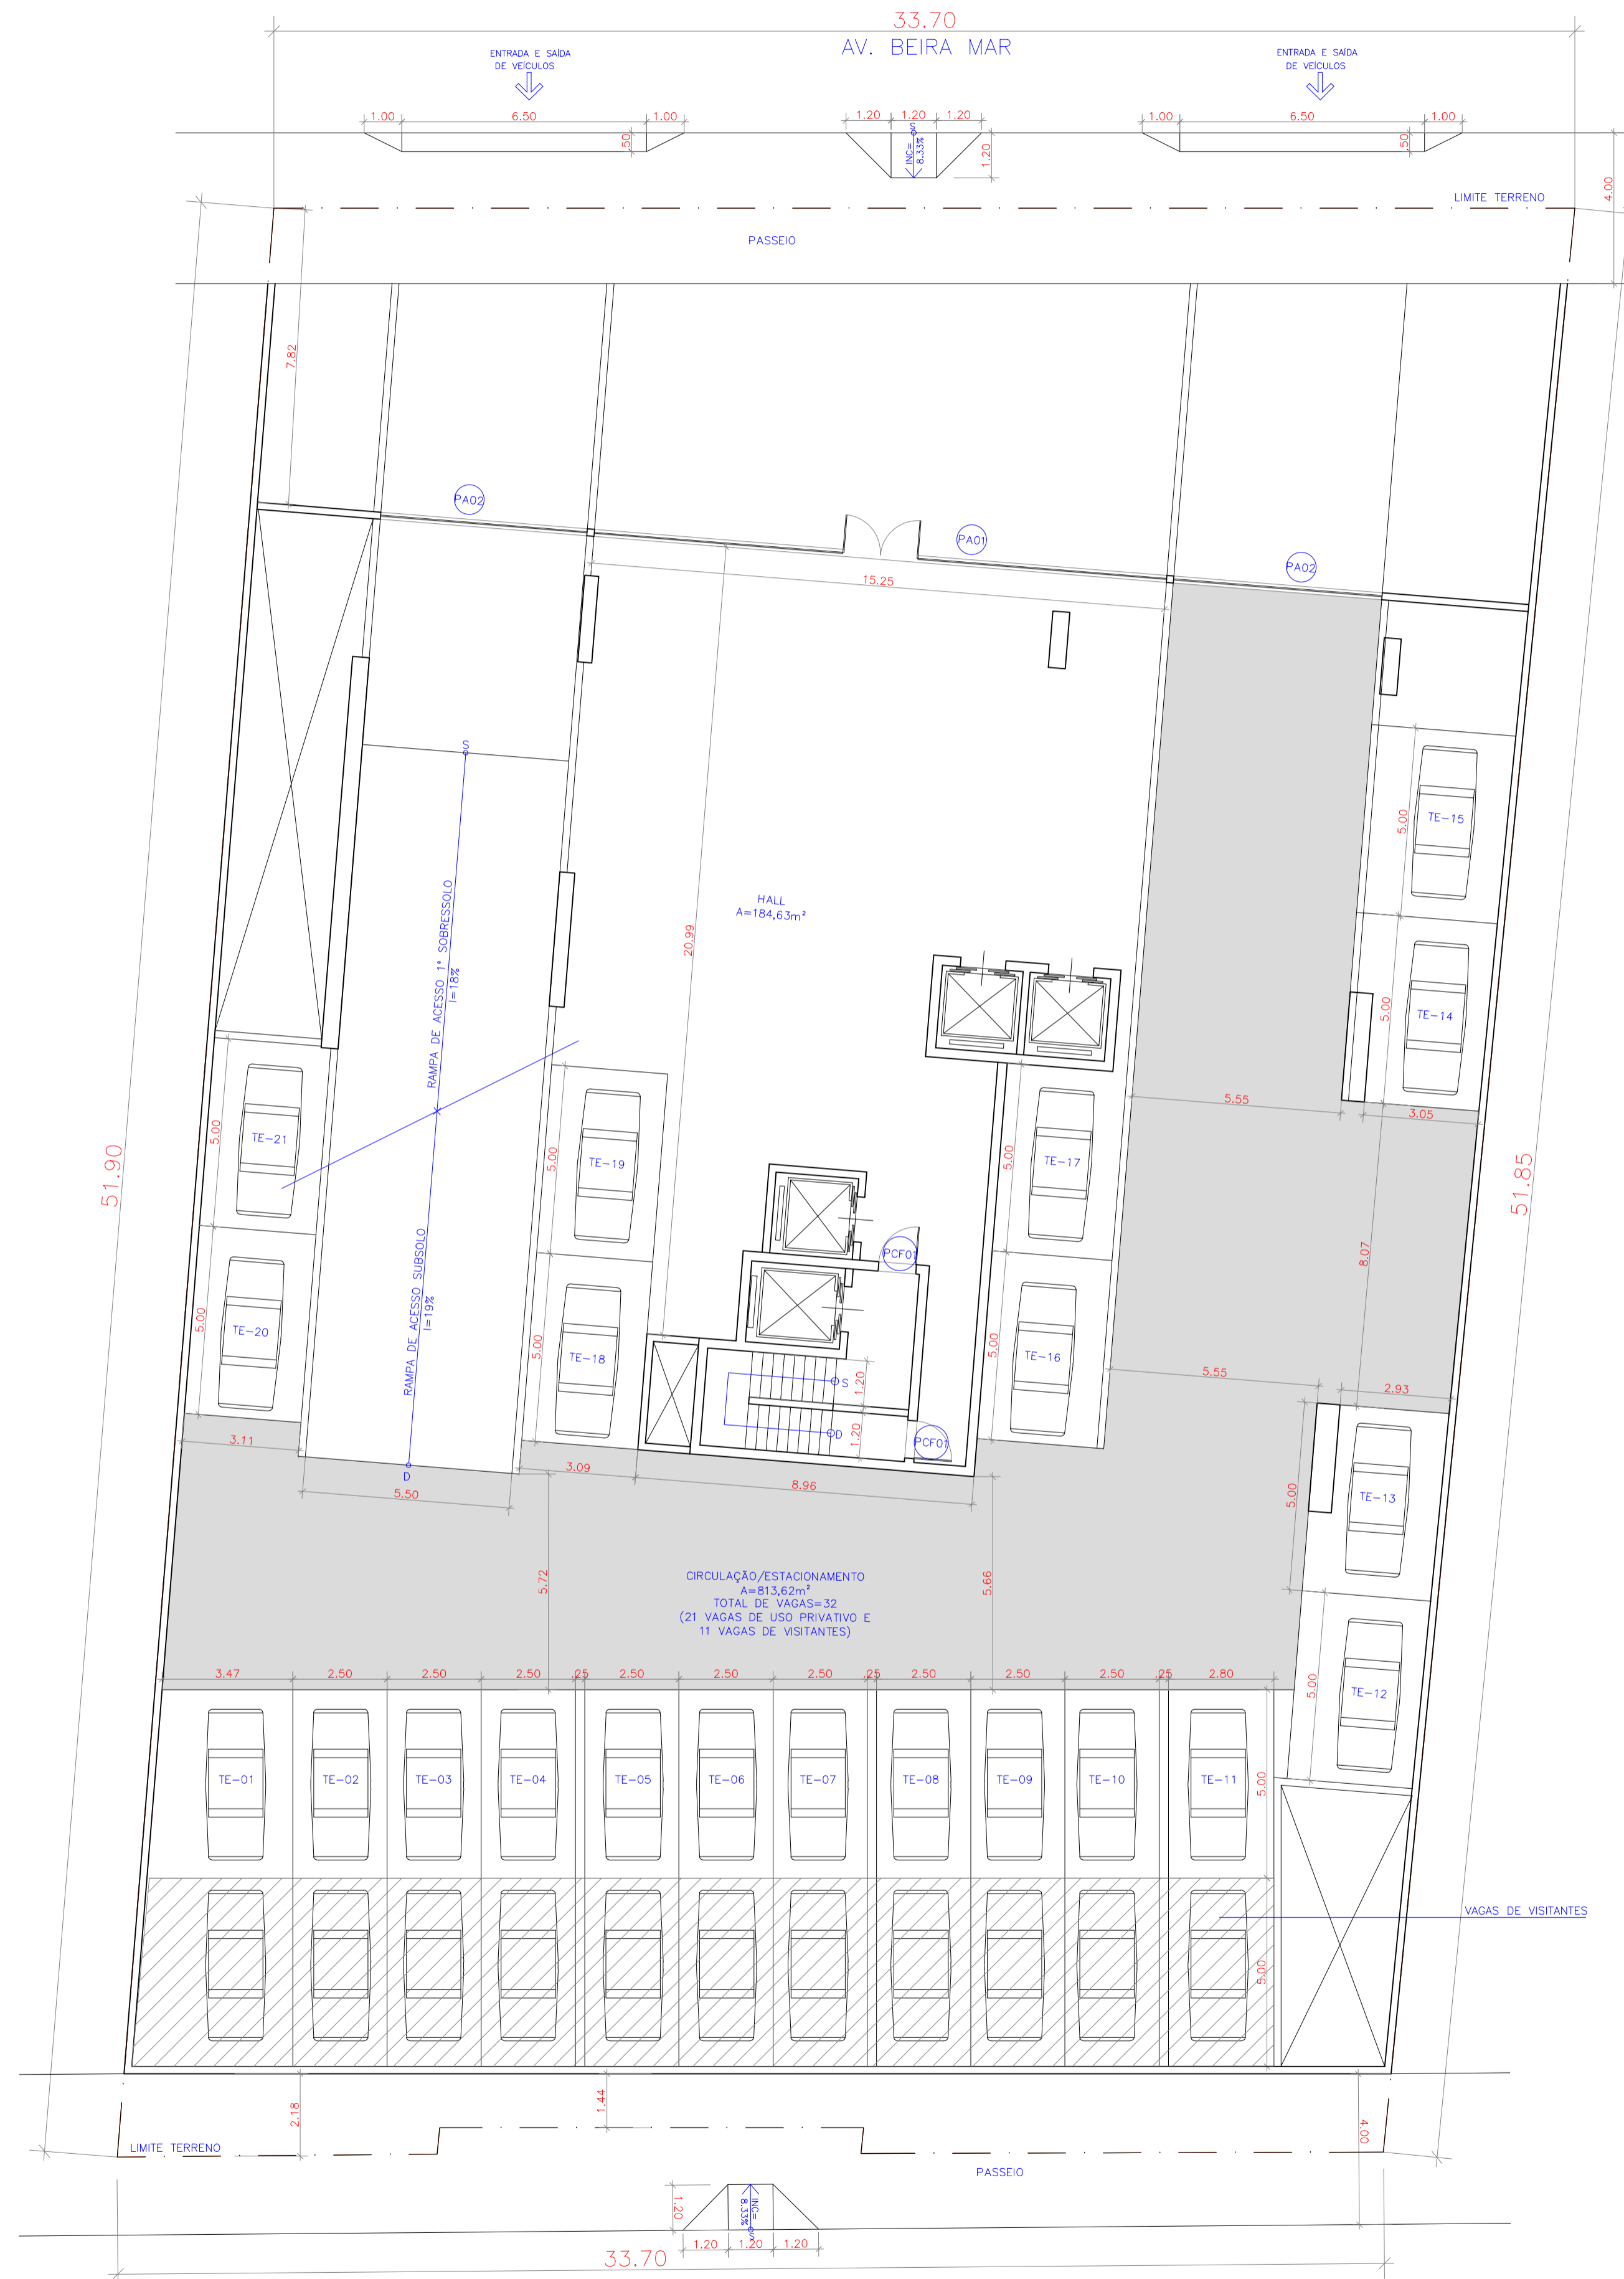 33.70
AV. BEIRA MAR
ENTRADA E SAÍDA
DE VEÍCULOS
ENTRADA E SAÍDA
DE VEÍCULOS
1.00
6.50
1.00
.50
1.20
1.20
1.20
S
INC=
8.33%
1.20
1.00
6.50
1.00
.50
4.00
LIMITE TERRENO
PASSEIO
7.82
PA02
PA01
PA02
15.25
S
TE-15
5.00
HALL
A=184,63m²
20.99
RAMPA DE ACESSO 1° SOBRESSOLO
I=18%
TE-14
5.00
5.55
3.05
51.90
51.85
TE-21
5.00
TE-19
5.00
TE-17
5.00
PCF01
8.07
RAMPA DE ACESSO SUBSOLO
I=19%
TE-20
5.00
TE-18
5.00
TE-16
5.00
S
1.20
D
1.20
PCF01
5.55
2.93
3.11
D
5.50
3.09
8.96
TE-13
5.00
5.72
5.66
CIRCULAÇÃO/ESTACIONAMENTO
A=813,62m²
TOTAL DE VAGAS=32
(21 VAGAS DE USO PRIVATIVO E
11 VAGAS DE VISITANTES)
3.47
2.50
2.50
2.50
.25
2.50
2.50
2.50
.25
2.50
2.50
2.50
.25
2.80
TE-12
5.00
TE-01
TE-02
TE-03
TE-04
TE-05
TE-06
TE-07
TE-08
TE-09
TE-10
TE-11
5.00
VAGAS DE VISITANTES
5.00
2.18
1.44
4.00
LIMITE TERRENO
PASSEIO
1.20
INC=
8.33%
S
1.20
1.20
1.20
33.70